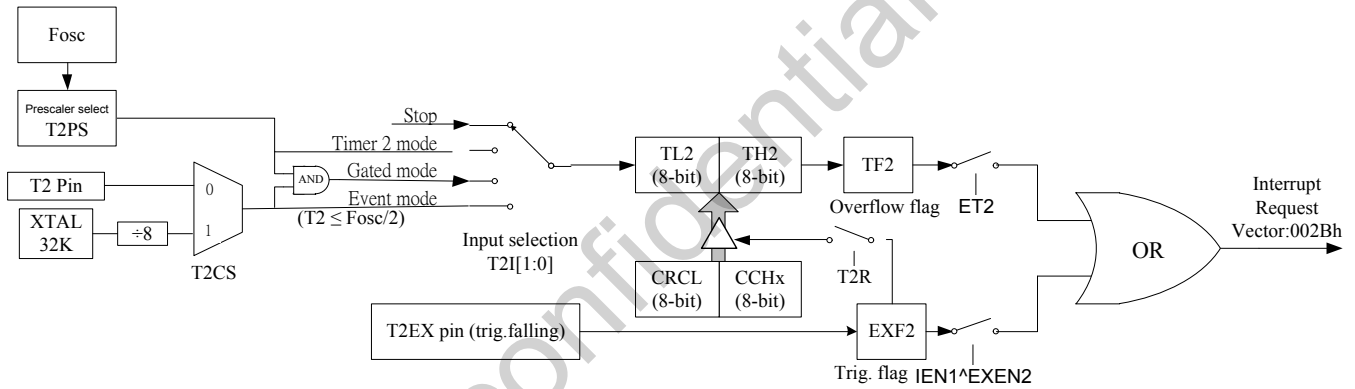 Fosc
Prescaler select
T2PS
T2 Pin
XTAL
32K
÷8
0
1
T2CS
AND
Stop
Timer 2 mode
Gated mode
Event mode
(T2 ≤ Fosc/2)
Input selection
T2I[1:0]
TL2
(8-bit)
TH2
(8-bit)
TF2
Overflow flag
ET2
CRCL
(8-bit)
CCHx
(8-bit)
T2R
T2EX pin (trig.falling)
EXF2
Trig. flag
IEN1^EXEN2
OR
Interrupt
Request
Vector:002Bh
confidential